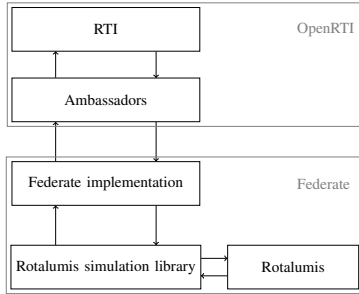 RTI
OpenRTI
Ambassadors
Federate implementation
Federate
Rotalumis simulation library
Rotalumis